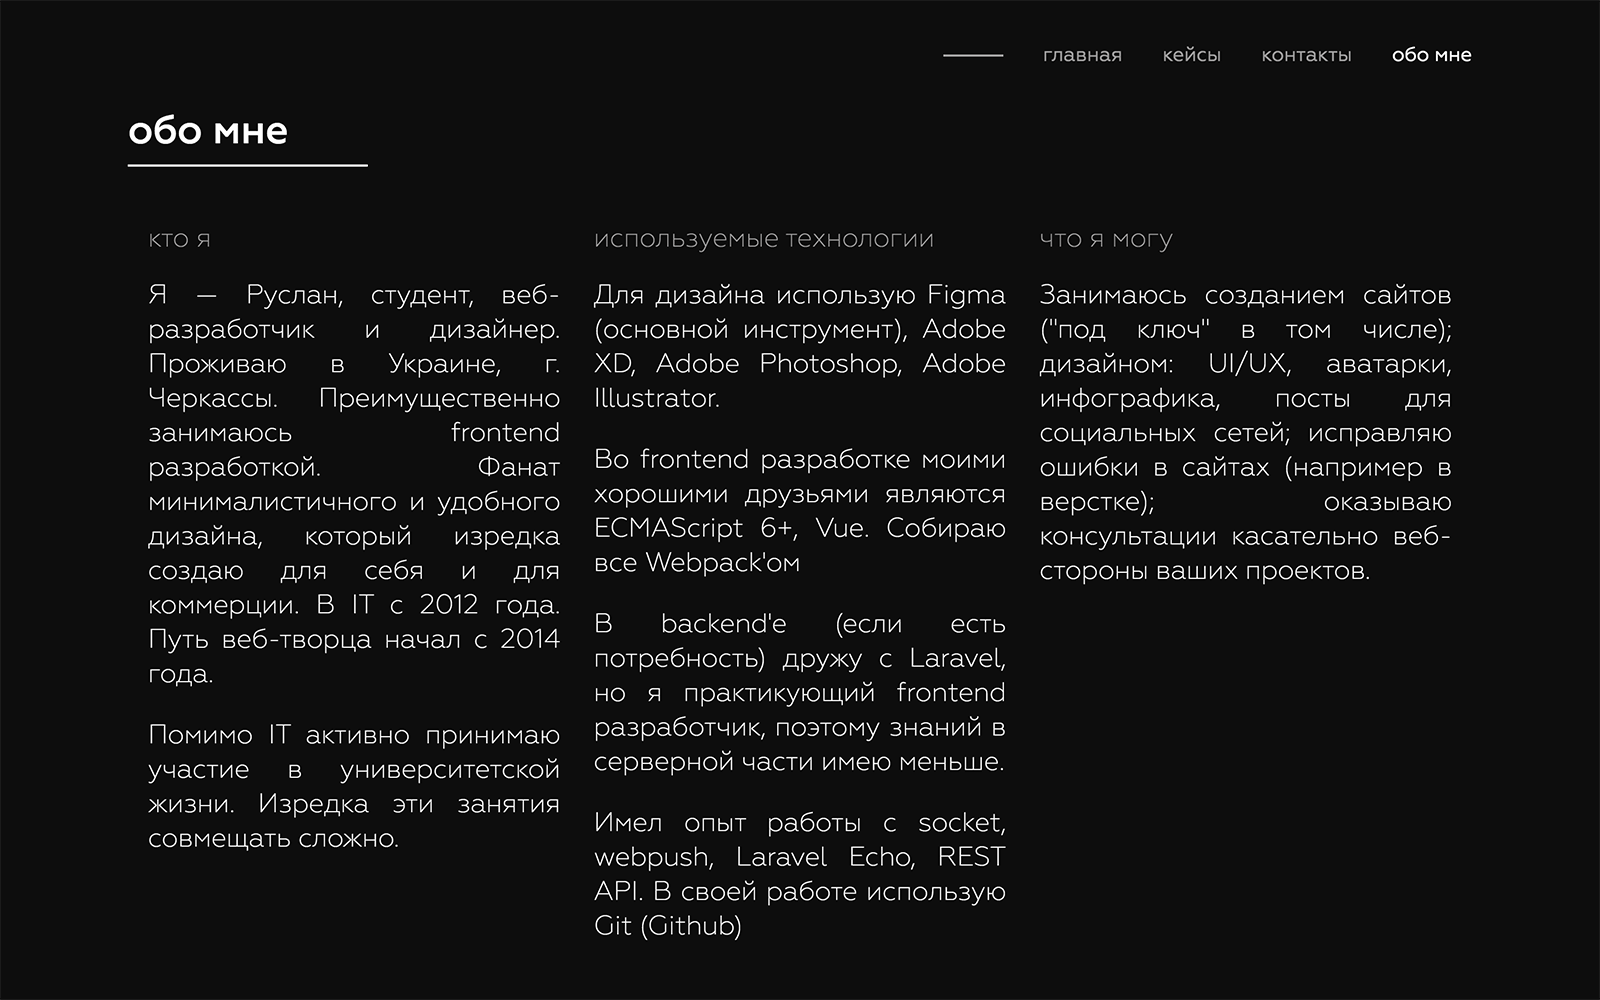 главная кейсы контакты обо мне
обо мне
кто я
Я — Руслан, студент, веб-
разработчик и дизайнер.
Проживаю в Украине, г.
Черкассы. Преимущественно
занимаюсь frontend
разработкой. Фанат
минималистичного и удобного
дизайна, который изредка
создаю для себя и для
коммерции. В IT с 2012 года.
Путь веб-творца начал с 2014
года.
Помимо IT активно принимаю
участие в университетской
жизни. Изредка эти занятия
совмещать сложно.
используемые технологии
Для дизайна использую Figma
(основной инструмент), Adobe
XD, Adobe Photoshop, Adobe
Illustrator.
Во frontend разработке моими
хорошими друзьями являются
ECMAScript 6+, Vue. Собираю
все Webpack'ом
В backend'е (если есть
потребность) дружу с Laravel,
но я практикующий frontend
разработчик, поэтому знаний в
серверной части имею меньше.
Имел опыт работы с socket,
webpush, Laravel Echo, REST
API. В своей работе использую
Git (Github)
что я могу
Занимаюсь созданием сайтов
("под ключ" в том числе);
дизайном: UI/UX, аватарки,
инфографика, посты для
социальных сетей; исправляю
ошибки в сайтах (например в
верстке); оказываю
консультации касательно веб-
стороны ваших проектов.